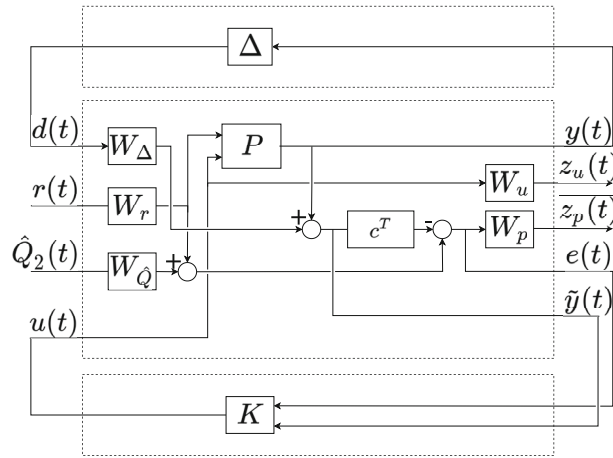 Δ
d(t)
y(t)
W_Δ
P
z_u(t)
r(t)
W_r
W_u
z_p(t)
+
c^T
-
W_p
Q̂_2(t)
W_Q̂
+
e(t)
u(t)
ỹ(t)
K